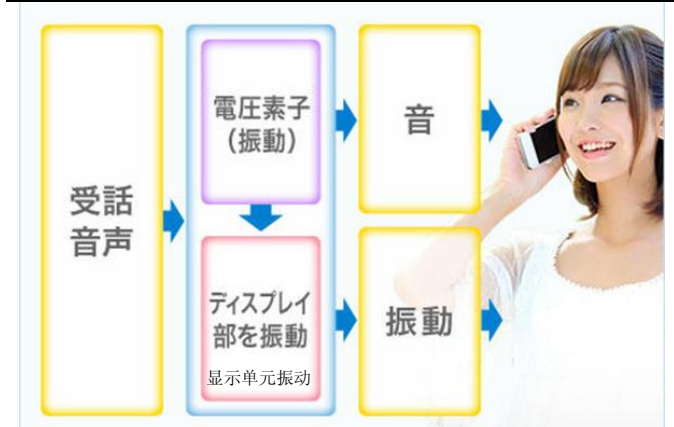 受話
音声
電圧素子
（振動）
ディスプレイ
部を振動
显示单元振动
音
振動